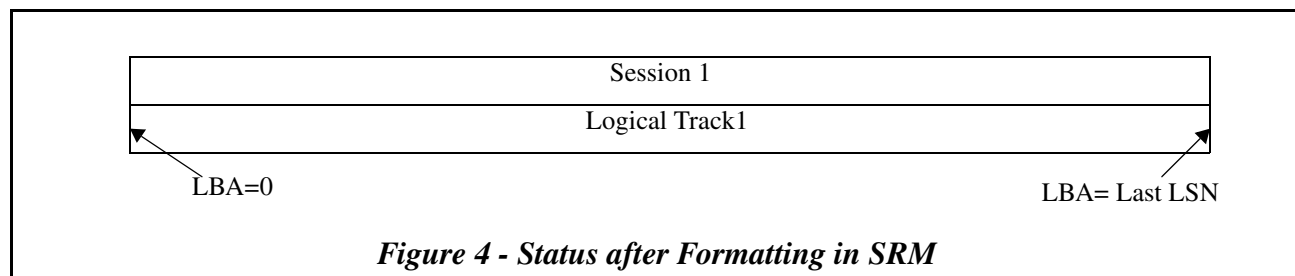 Session 1
Logical Track1
LBA=0
LBA= Last LSN
Figure 4 - Status after Formatting in SRM